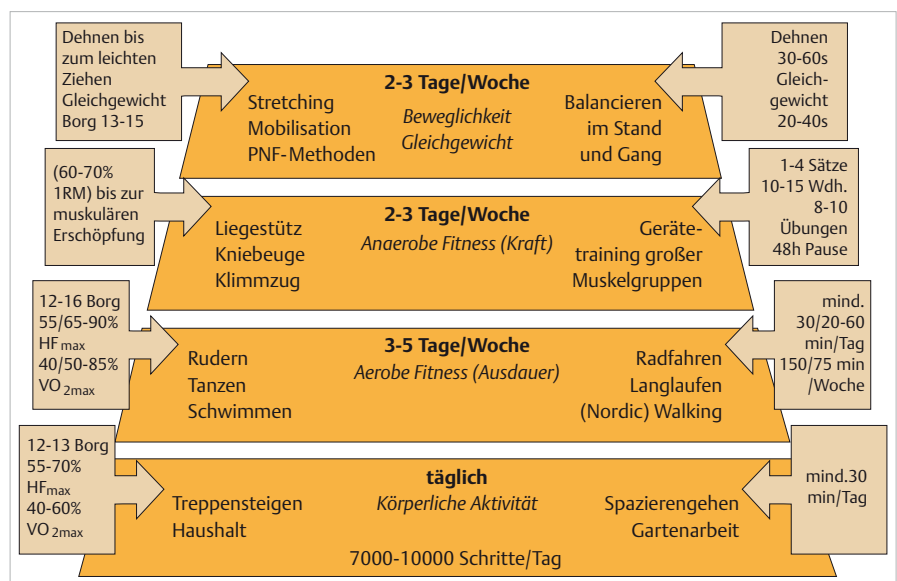 Dehnen bis
zum leichten
Ziehen
Gleichgewicht
Borg 13-15
2-3 Tage/Woche
Stretching
Mobilisation
PNF-Methoden
Beweglichkeit
Gleichgewicht
Balancieren
im Stand
und Gang
Dehnen
30-60s
Gleich-
gewicht
20-40s
(60-70%
1RM) bis zur
muskulären
Erschöpfung
2-3 Tage/Woche
Liegestütz
Kniebeuge
Klimmzug
Anaerobe Fitness (Kraft)
Geräte-
training großer
Muskelgruppen
1-4 Sätze
10-15 Wdh.
8-10
Übungen
48h Pause
12-16 Borg
55/65-90%
HF max
40/50-85%
VO 2max
3-5 Tage/Woche
Rudern
Tanzen
Schwimmen
Aerobe Fitness (Ausdauer)
Radfahren
Langlaufen
(Nordic) Walking
mind.
30/20-60
min/Tag
150/75 min
/Woche
12-13 Borg
55-70%
HFmax
40-60%
VO 2max
täglich
Treppensteigen
Haushalt
Körperliche Aktivität
Spazierengehen
Gartenarbeit
7000-10000 Schritte/Tag
mind.30
min/Tag